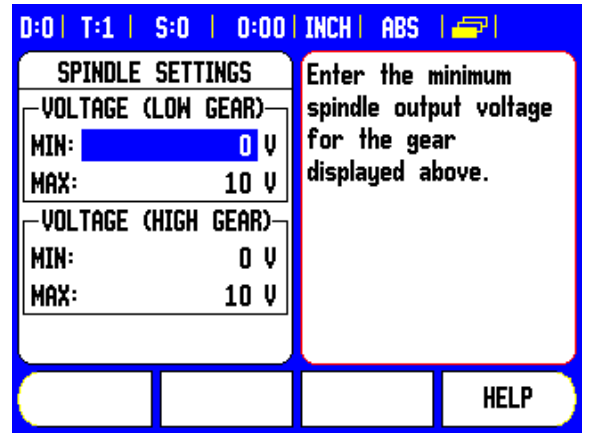 D:0| T:1 | S:0 | 0:00|INCH| ABS | |
SPINDLE SETTINGS
VOLTAGE (LOW GEAR)
MIN: 0 V
MAX: 10 V
VOLTAGE (HIGH GEAR)
MIN: 0 V
MAX: 10 V
Enter the minimum
spindle output voltage
for the gear
displayed above.
HELP